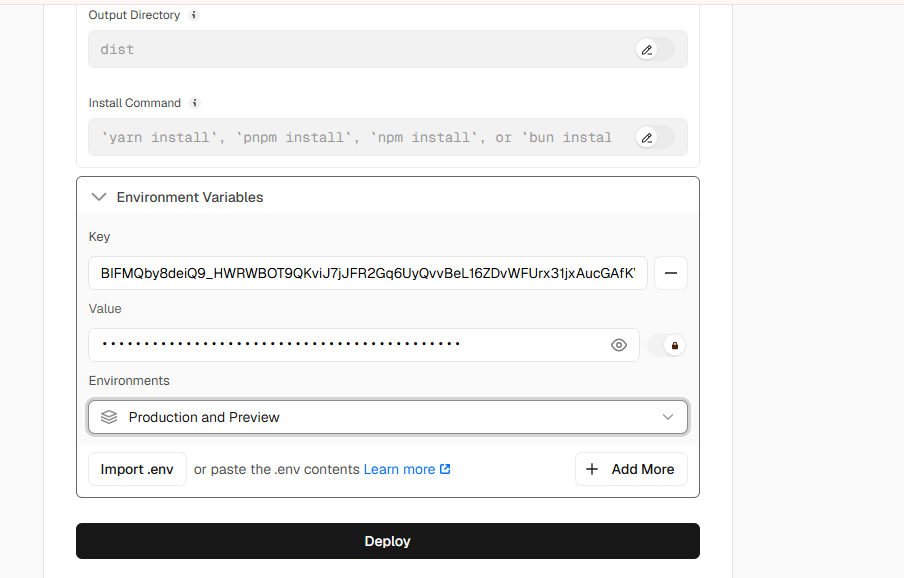 Output Directory
dist
Install Command
`yarn install`, `pnpm install`, `npm install`, or `bun instal
Environment Variables
Key
BIFMQby8deiQ9_HWRWBOT9QKviJ7jJFR2Gq6UyQvvBeL16ZDvWFUrx31jxAucGAfK
Value
•••••••••••••••••••••••••••••••••••••••••••
Environments
Production and Preview
Import .env or paste the .env contents Learn more
Add More
Deploy